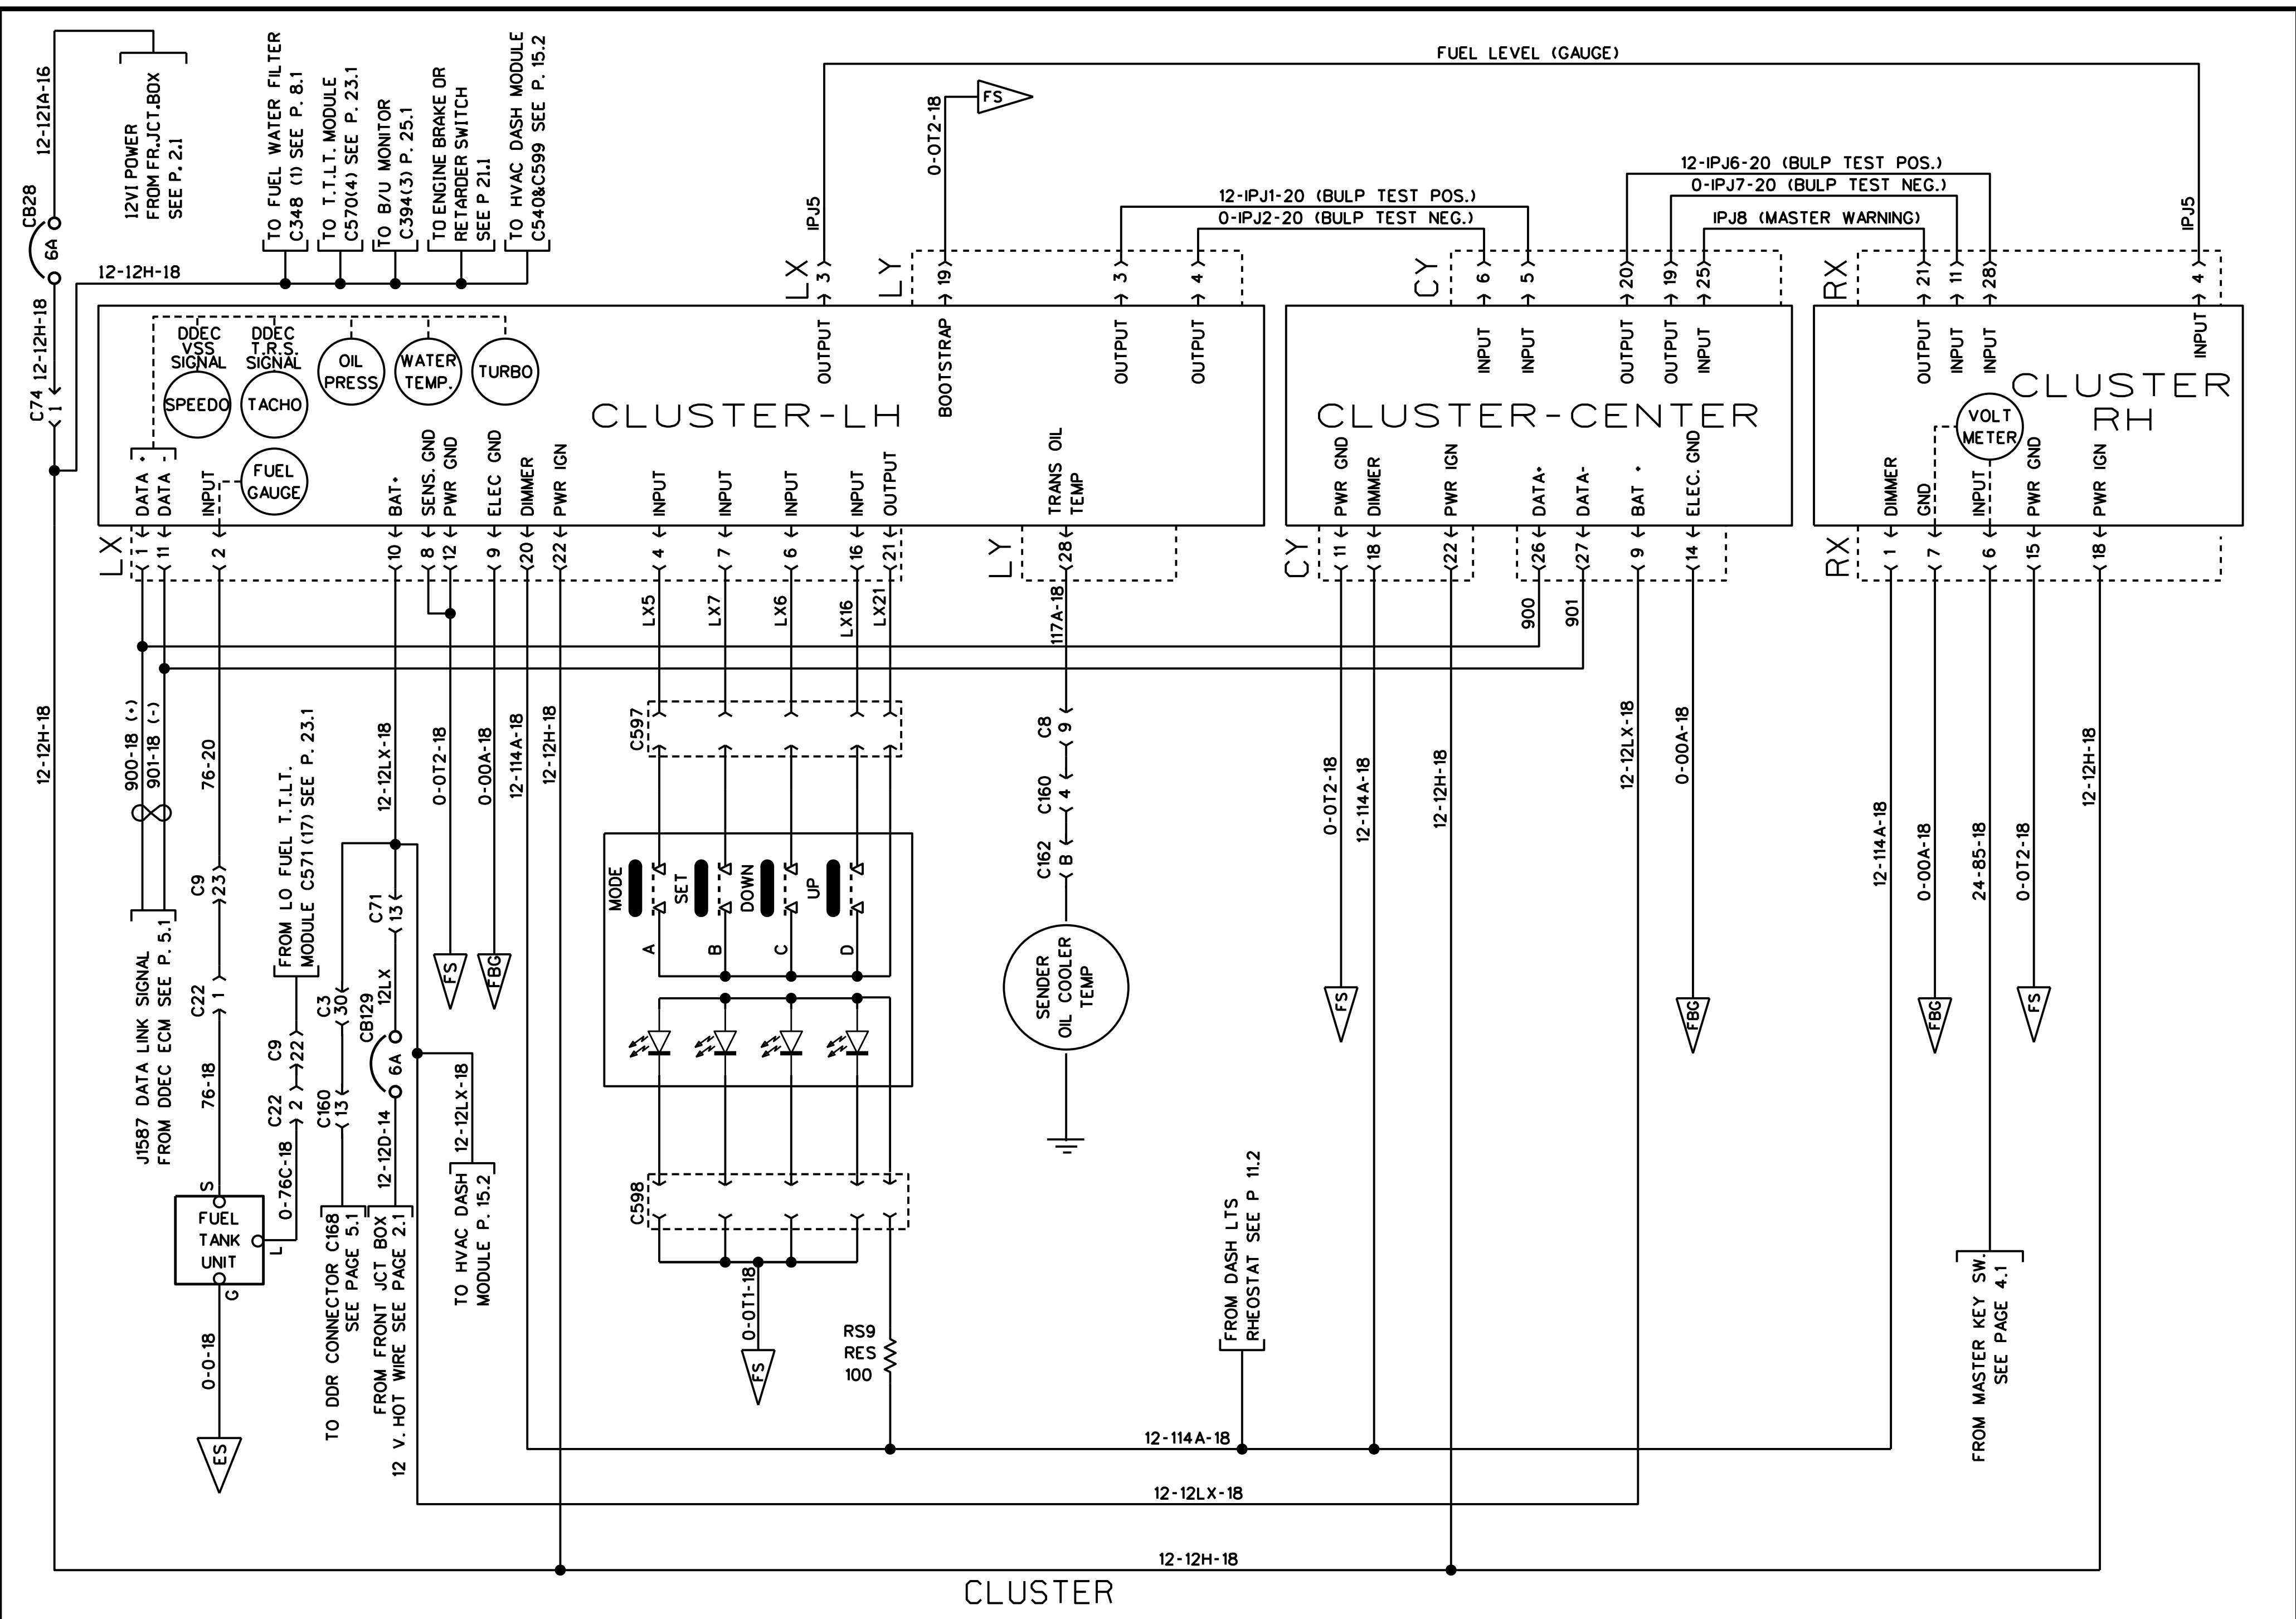 12-12IA-16
CB28
6A
12VI POWER
FROM FR.JCT.BOX
SEE P. 2.1
TO FUEL WATER FILTER
C348 (1) SEE P. 8.1
TO T.T.LT. MODULE
C570(4) SEE P. 23.1
TO B/U MONITOR
C394(3) P. 25.1
TO ENGINE BRAKE OR
RETARDER SWITCH
SEE P 21.1
TO HVAC DASH MODULE
C540&C599 SEE P. 15.2
12-12H-18
12-12H-18
C74
1
12-12H-18
FUEL LEVEL (GAUGE)
0-0T2-18
FS
IPJ5
12-IPJ1-20 (BULP TEST POS.)
0-IPJ2-20 (BULP TEST NEG.)
12-IPJ6-20 (BULP TEST POS.)
0-IPJ7-20 (BULP TEST NEG.)
IPJ8 (MASTER WARNING)
IPJ5
LX
3
LY
19
3
4
CY
6
5
20
19
25
RX
21
11
28
4
DDEC
VSS
SIGNAL
SPEEDO
DDEC
T.R.S.
SIGNAL
TACHO
OIL
PRESS
WATER
TEMP.
TURBO
FUEL
GAUGE
OUTPUT
BOOTSTRAP
OUTPUT
OUTPUT
CLUSTER-LH
DATA +
DATA -
INPUT
BAT+
SENS. GND
PWR GND
ELEC GND
DIMMER
PWR IGN
INPUT
INPUT
INPUT
INPUT
OUTPUT
TRANS OIL
TEMP
INPUT
INPUT
OUTPUT
OUTPUT
INPUT
CLUSTER-CENTER
PWR GND
DIMMER
PWR IGN
DATA+
DATA-
BAT +
ELEC. GND
OUTPUT
INPUT
INPUT
INPUT
CLUSTER
RH
VOLT
METER
DIMMER
GND
INPUT
PWR GND
PWR IGN
LX
1
11
2
10
8
12
9
20
22
4
7
6
16
21
LY
28
CY
11
18
22
26
27
9
14
RX
1
7
6
15
18
LX5
LX7
LX6
LX16
LX21
117A-18
900
901
900-18 (+)
901-18 (-)
76-20
12-12LX-18
0-0T2-18
0-00A-18
12-114A-18
12-12H-18
C597
C8
9
C160
4
C162
B
0-0T2-18
12-114A-18
12-12H-18
12-12LX-18
0-00A-18
12-114A-18
0-00A-18
24-85-18
0-0T2-18
12-12H-18
FROM LO FUEL T.T.LT.
MODULE C571 (17) SEE P. 23.1
C9
23
C22
1
76-18
J1587 DATA LINK SIGNAL
FROM DDEC ECM SEE P. 5.1
C9
22
C22
2
0-76C-18
C3
30
C160
13
C71
13
12LX
CB129
6A
12-12D-14
12-12LX-18
TO HVAC DASH
MODULE P. 15.2
FS
FBG
MODE
SET
DOWN
UP
A
B
C
D
SENDER
OIL COOLER
TEMP
FS
FBG
FBG
FS
S
FUEL
TANK
UNIT
L
G
0-0-18
ES
TO DDR CONNECTOR C168
SEE PAGE 5.1
FROM FRONT JCT BOX
12 V. HOT WIRE SEE PAGE 2.1
C598
0-0T1-18
FS
RS9
RES
100
FROM DASH LTS
RHEOSTAT SEE P 11.2
FROM MASTER KEY SW.
SEE PAGE 4.1
12-114A-18
12-12LX-18
12-12H-18
CLUSTER